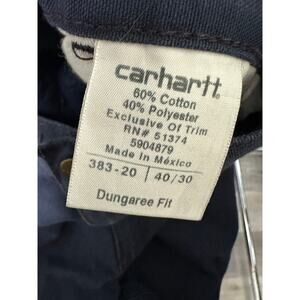 carhartt
60% Cotton
40% Polyester
Exclusive Of Trim
RN# 51374
5904879
Made in México
383-20 40/30
Dungaree Fit